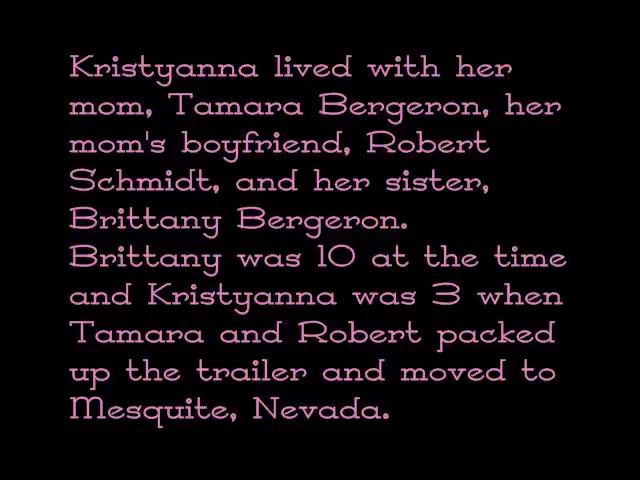 Kristyanna lived with her
mom, Tamara Bergeron, her
mom's boyfriend, Robert
Schmidt, and her sister,
Brittany Bergeron.
Brittany was 10 at the time
and Kristyanna was 3 when
Tamara and Robert packed
up the trailer and moved to
Mesquite, Nevada.